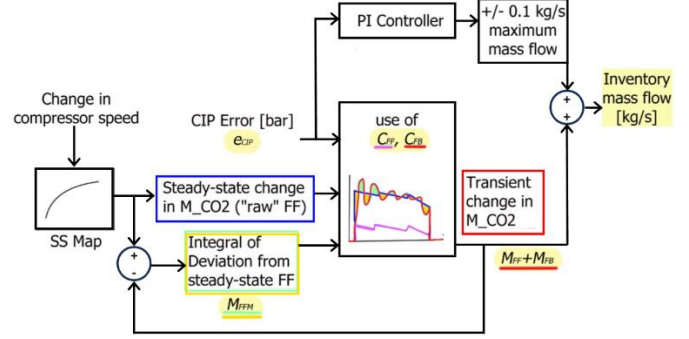 PI Controller
+/- 0.1 kg/s
maximum
mass flow
Change in
compressor speed
CIP Error [bar]
eCIP
use of
CFF, CFB
+
+
Inventory
mass flow
[kg/s]
SS Map
Steady-state change
in M_CO2 ("raw" FF)
Transient
change in
M_CO2
+
-
Integral of
Deviation from
steady-state FF
MFFM
MFF+MFB